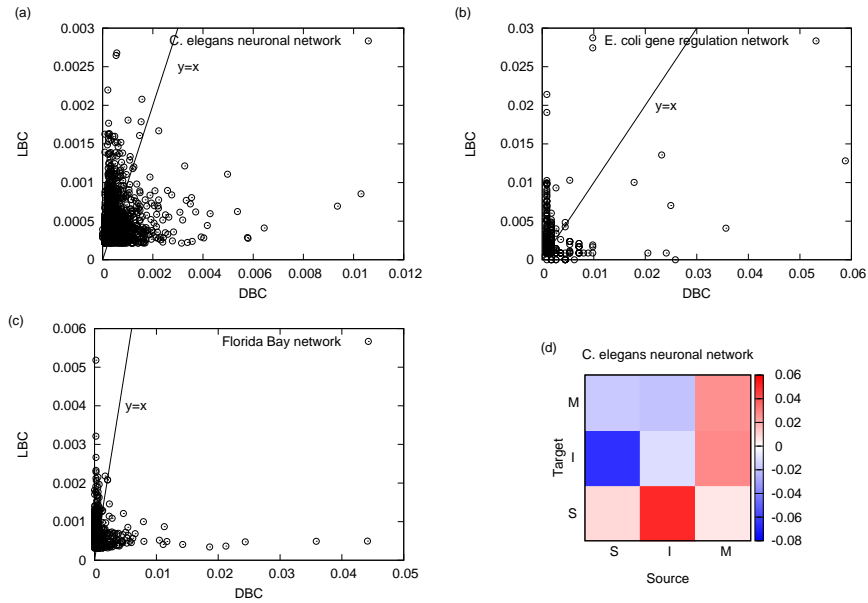 (a)
C. elegans neuronal network
y=x
0.003
0.0025
0.002
0.0015
0.001
0.0005
0
LBC
0 0.002 0.004 0.006 0.008 0.01 0.012
DBC
(b)
E. coli gene regulation network
y=x
0.03
0.025
0.02
0.015
0.01
0.005
0
LBC
0 0.01 0.02 0.03 0.04 0.05 0.06
DBC
(c)
Florida Bay network
y=x
0.006
0.005
0.004
0.003
0.002
0.001
0
LBC
0 0.01 0.02 0.03 0.04 0.05
DBC
(d)
C. elegans neuronal network
M
I
S
Target
S I M
Source
0.06
0.04
0.02
0
-0.02
-0.04
-0.06
-0.08